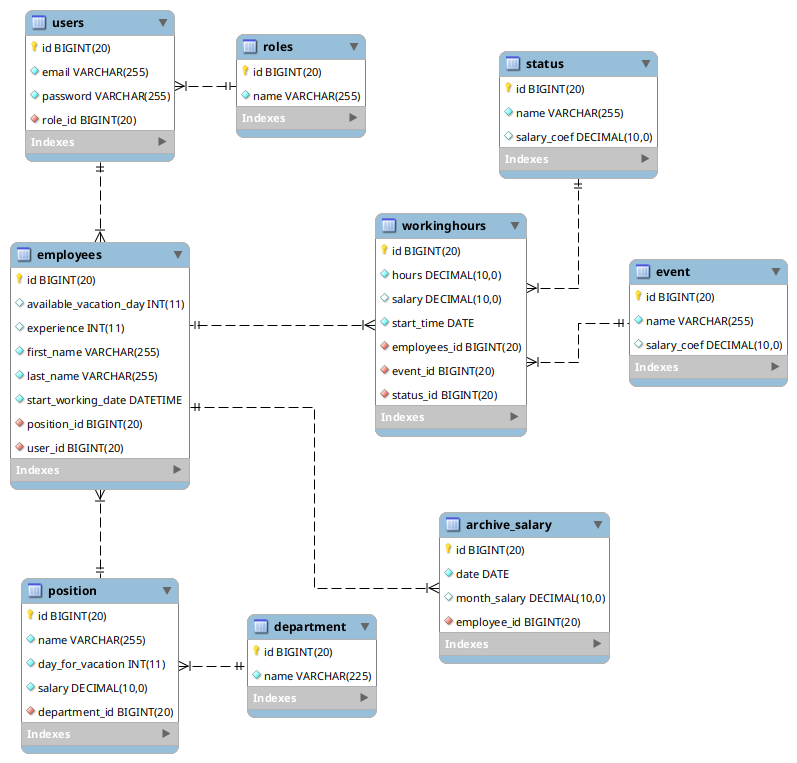 users
id BIGINT(20)
email VARCHAR(255)
password VARCHAR(255)
role_id BIGINT(20)
Indexes
roles
id BIGINT(20)
name VARCHAR(255)
Indexes
status
id BIGINT(20)
name VARCHAR(255)
salary_coef DECIMAL(10,0)
Indexes
employees
id BIGINT(20)
available_vacation_day INT(11)
experience INT(11)
first_name VARCHAR(255)
last_name VARCHAR(255)
start_working_date DATETIME
position_id BIGINT(20)
user_id BIGINT(20)
Indexes
workinghours
id BIGINT(20)
hours DECIMAL(10,0)
salary DECIMAL(10,0)
start_time DATE
employees_id BIGINT(20)
event_id BIGINT(20)
status_id BIGINT(20)
Indexes
event
id BIGINT(20)
name VARCHAR(255)
salary_coef DECIMAL(10,0)
Indexes
archive_salary
id BIGINT(20)
date DATE
month_salary DECIMAL(10,0)
employee_id BIGINT(20)
Indexes
position
id BIGINT(20)
name VARCHAR(255)
day_for_vacation INT(11)
salary DECIMAL(10,0)
department_id BIGINT(20)
Indexes
department
id BIGINT(20)
name VARCHAR(225)
Indexes